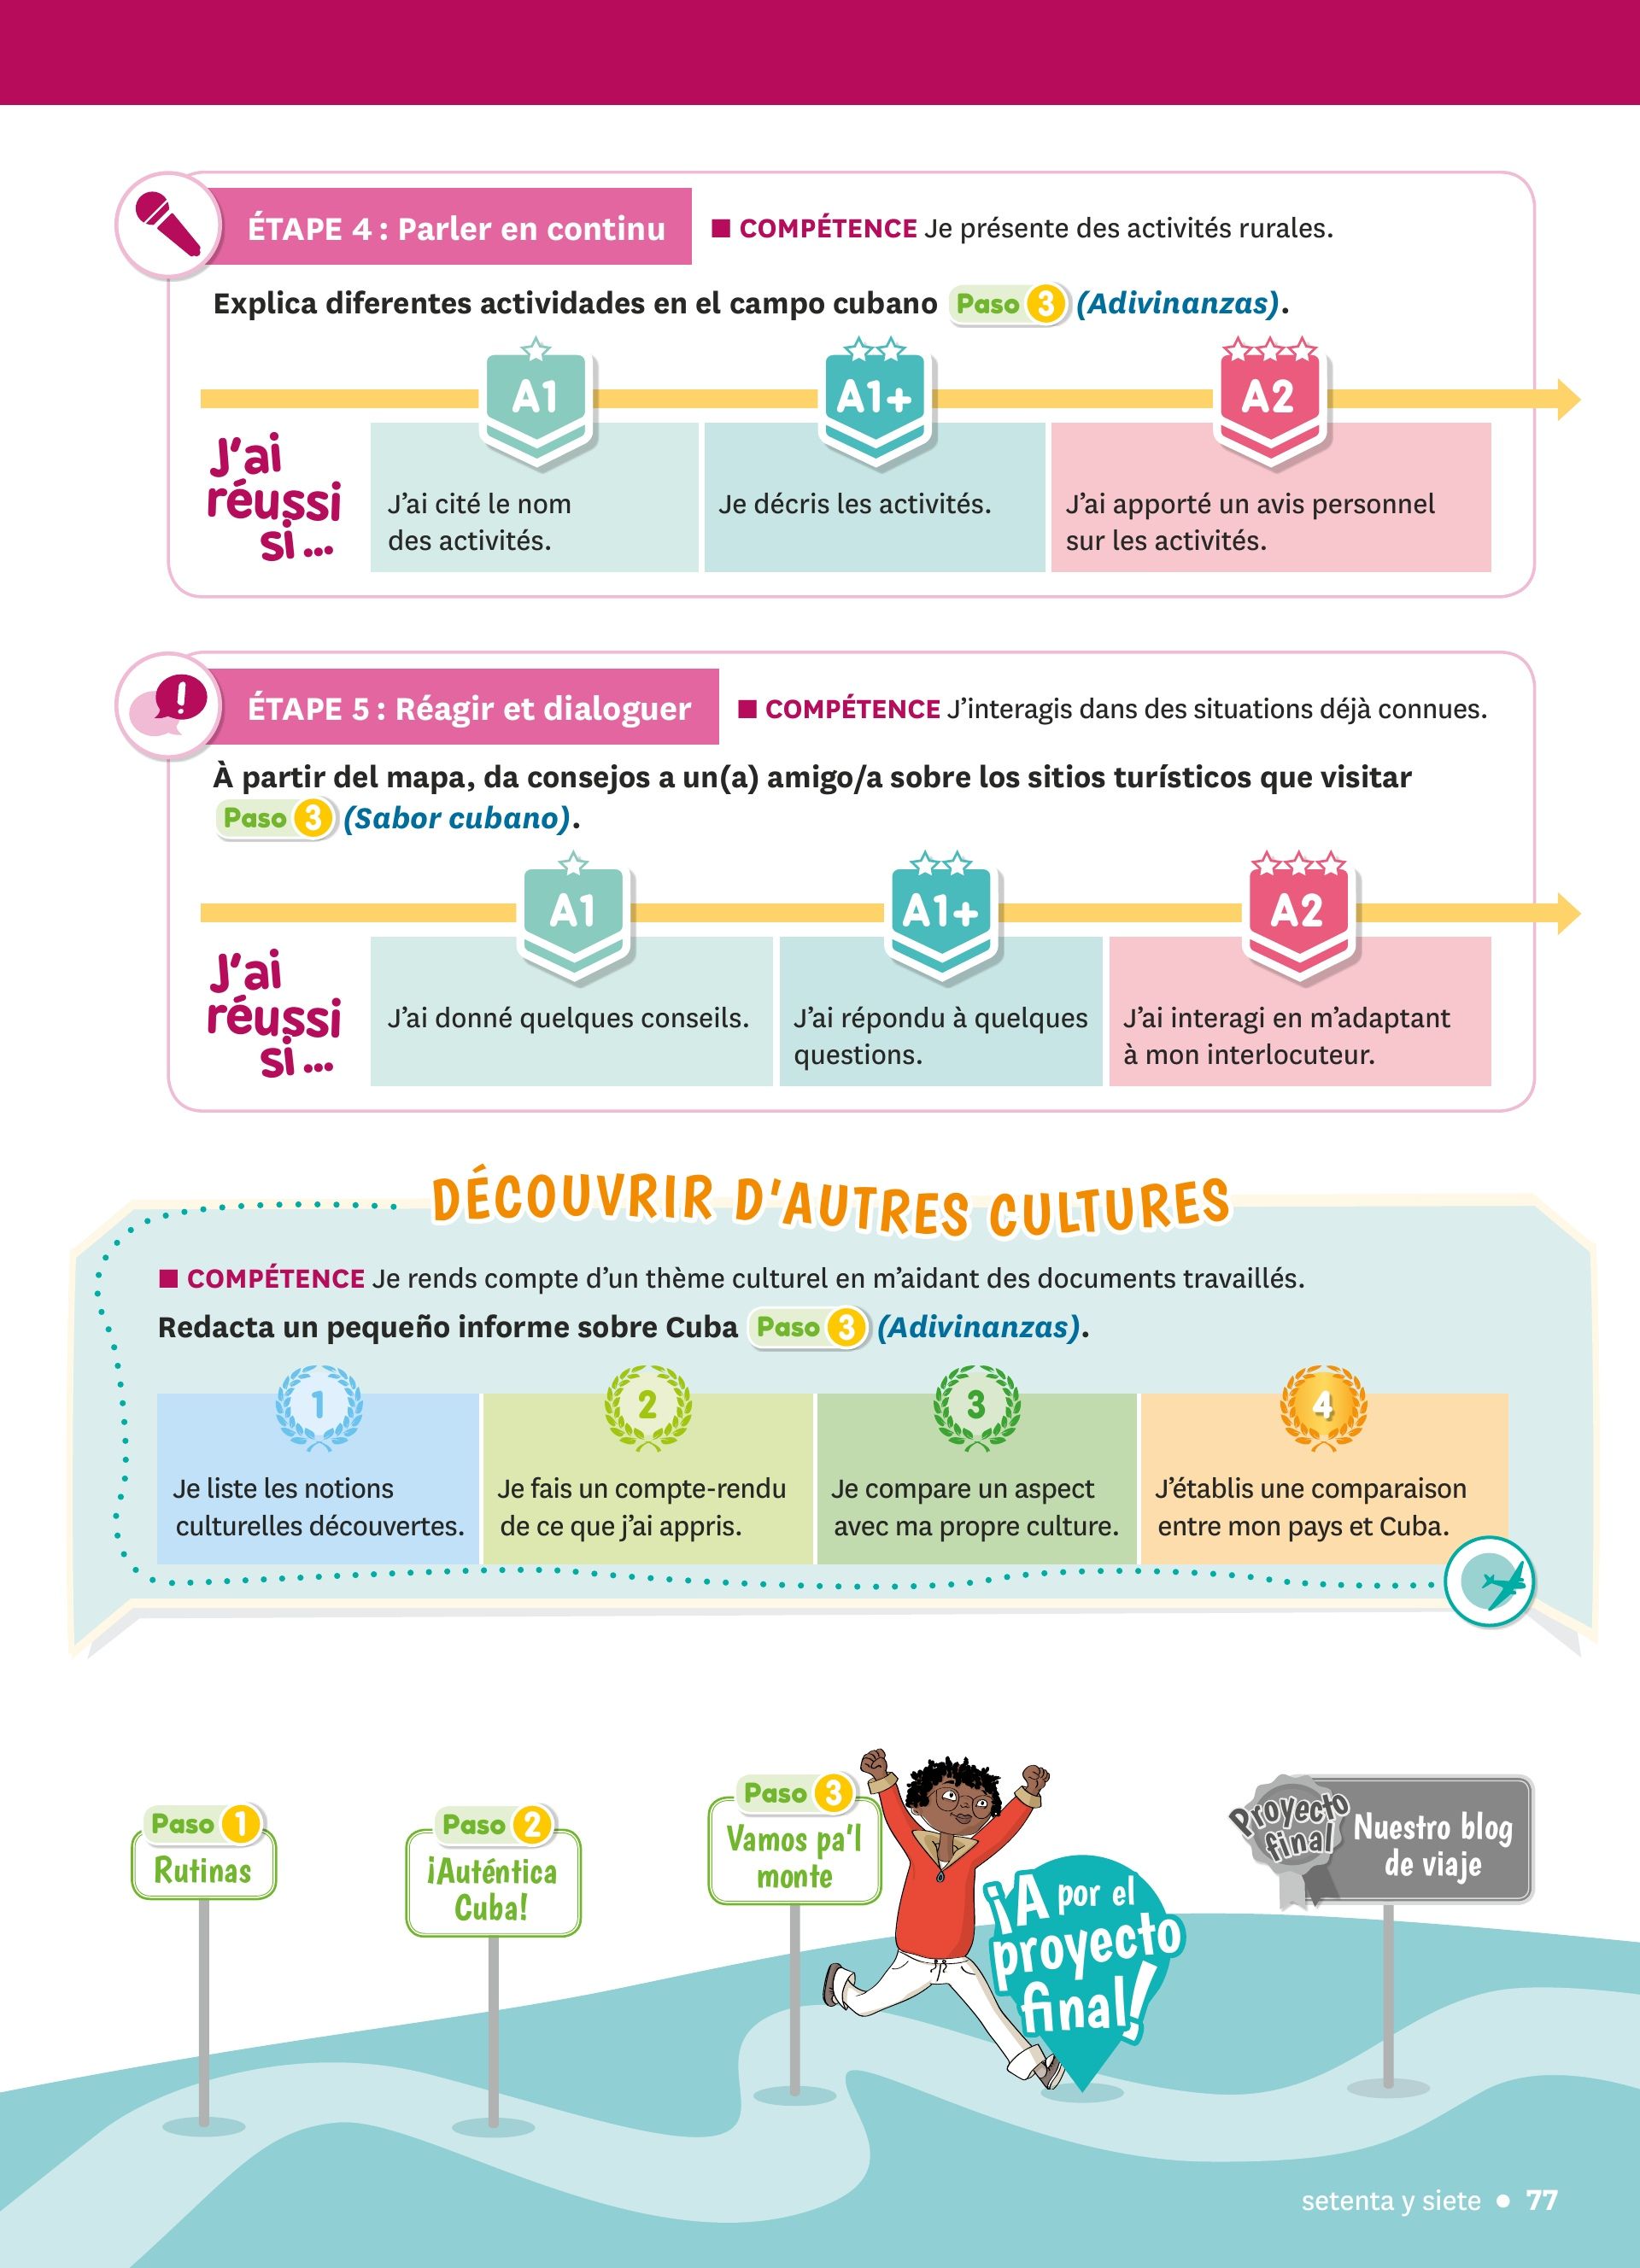 ÉTAPE 4 : Parler en continu
■ COMPÉTENCE Je présente des activités rurales.
Explica diferentes actividades en el campo cubano Paso 3 (Adivinanzas).
A1
A1+
A2
J'ai
réussi
si ...
J'ai cité le nom
des activités.
Je décris les activités.
J'ai apporté un avis personnel
sur les activités.
!
ÉTAPE 5 : Réagir et dialoguer
■ COMPÉTENCE J'interagis dans des situations déjà connues.
À partir del mapa, da consejos a un(a) amigo/a sobre los sitios turísticos que visitar
Paso 3 (Sabor cubano).
A1
A1+
A2
J'ai
réussi
si ...
J'ai donné quelques conseils.
J'ai répondu à quelques
questions.
J'ai interagi en m'adaptant
à mon interlocuteur.
DÉCOUVRIR D'AUTRES CULTURES
■ COMPÉTENCE Je rends compte d'un thème culturel en m'aidant des documents travaillés.
Redacta un pequeño informe sobre Cuba Paso 3 (Adivinanzas).
1
2
3
4
Je liste les notions
culturelles découvertes.
Je fais un compte-rendu
de ce que j'ai appris.
Je compare un aspect
avec ma propre culture.
J'établis une comparaison
entre mon pays et Cuba.
Paso 1
Rutinas
Paso 2
¡Auténtica
Cuba!
Paso 3
Vamos pa'l
monte
¡A por el
proyecto
final!
Proyecto
final
Nuestro blog
de viaje
setenta y siete • 77